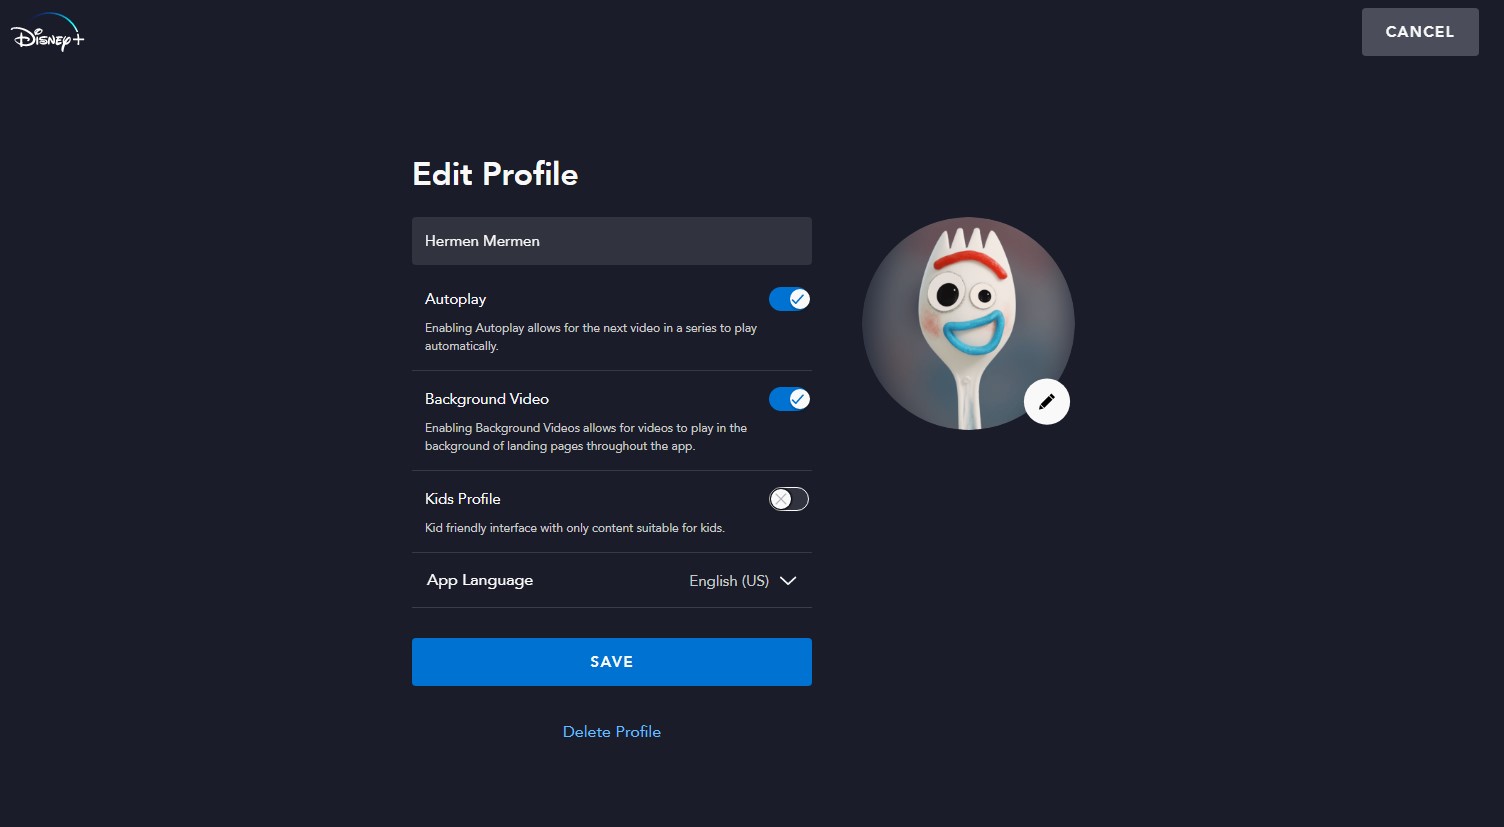 Disney+
CANCEL
Edit Profile
Hermen Mermen
Autoplay
Enabling Autoplay allows for the next video in a series to play
automatically.
Background Video
Enabling Background Videos allows for videos to play in the
background of landing pages throughout the app.
Kids Profile
Kid friendly interface with only content suitable for kids.
App Language English (US)
SAVE
Delete Profile